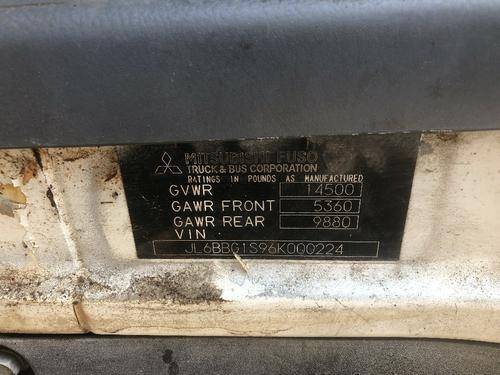 MITSUBISHI FUSO
TRUCK & BUS CORPORATION
RATINGS IN POUNDS AS MANUFACTURED
GVWR 14500
GAWR FRONT 5360
GAWR REAR 9880
VIN
JL6BBG1S96K000224